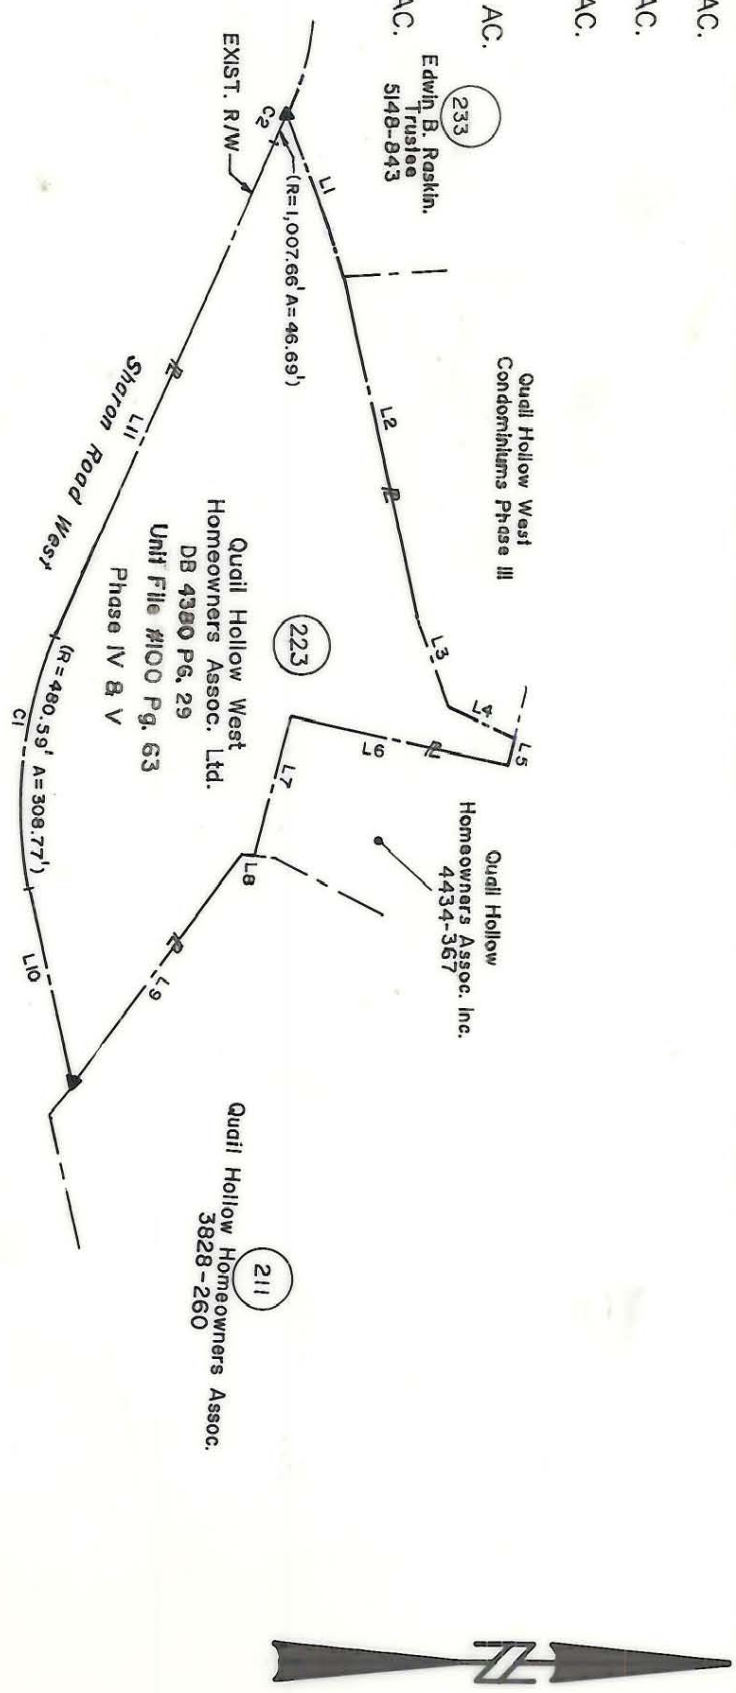 AC.
AC.
AC.
AC.
AC.
233
Edwin B. Raskin.
Trustee
5148-843
EXIST. R/W
C2
(R=1,007.66' A=46.69')
L1
L2
Quail Hollow West
Condominiums Phase III
L3
L4
L5
L6
L7
L8
L9
L10
L11
Sharon Road West
(R=480.59' A=308.77')
C1
223
Quail Hollow West
Homeowners Assoc. Ltd.
DB 4380 PG. 29
Unit File #100 Pg. 63
Phase IV & V
Quail Hollow
Homeowners Assoc. Inc.
4434-367
211
Quail Hollow Homeowners Assoc.
3828-260
N